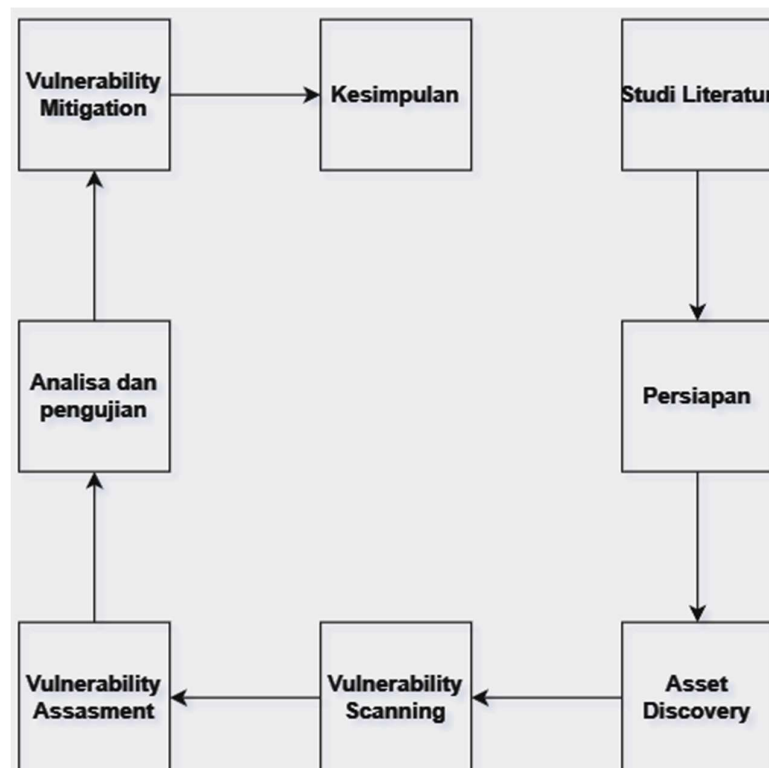 Vulnerability
Mitigation
Kesimpulan
Studi Literatur
Analisa dan
pengujian
Persiapan
Vulnerability
Assasment
Vulnerability
Scanning
Asset
Discovery